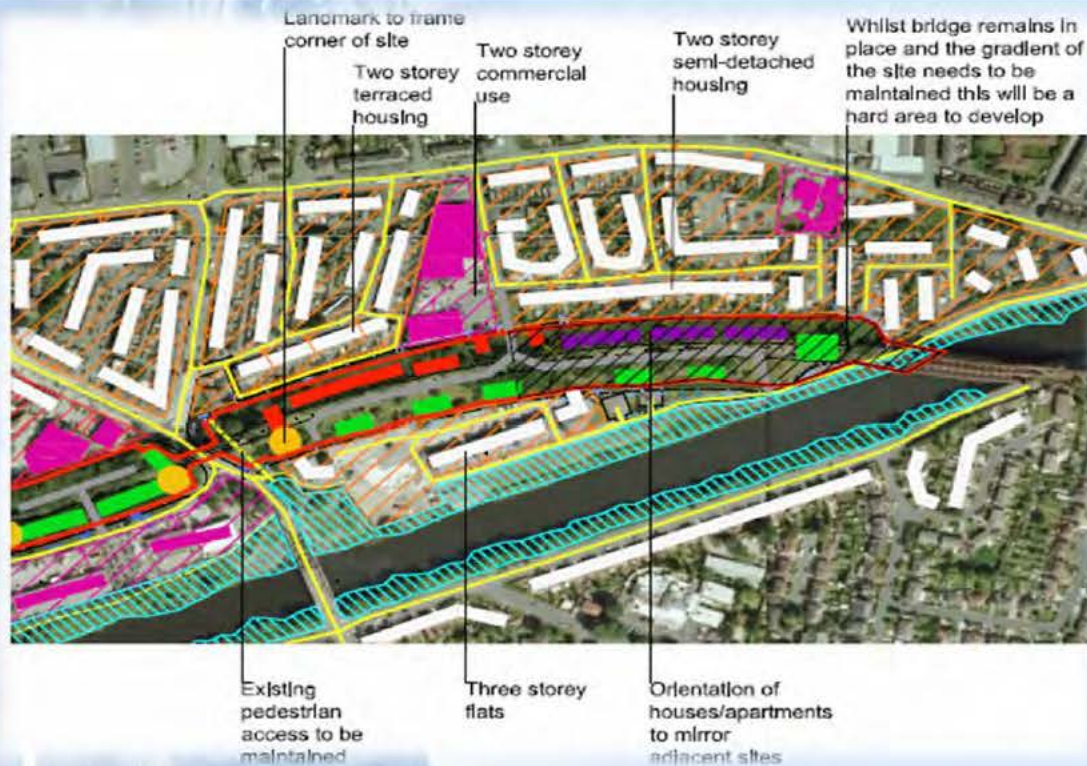 Landmark to frame
corner of site
Two storey
terraced
housing
Two storey
commercial
use
Two storey
semi-detached
housing
Whilst bridge remains in
place and the gradient of
the site needs to be
maintained this will be a
hard area to develop
Existing
pedestrian
access to be
maintained
Three storey
flats
Orientation of
houses/apartments
to mirror
adjacent sites